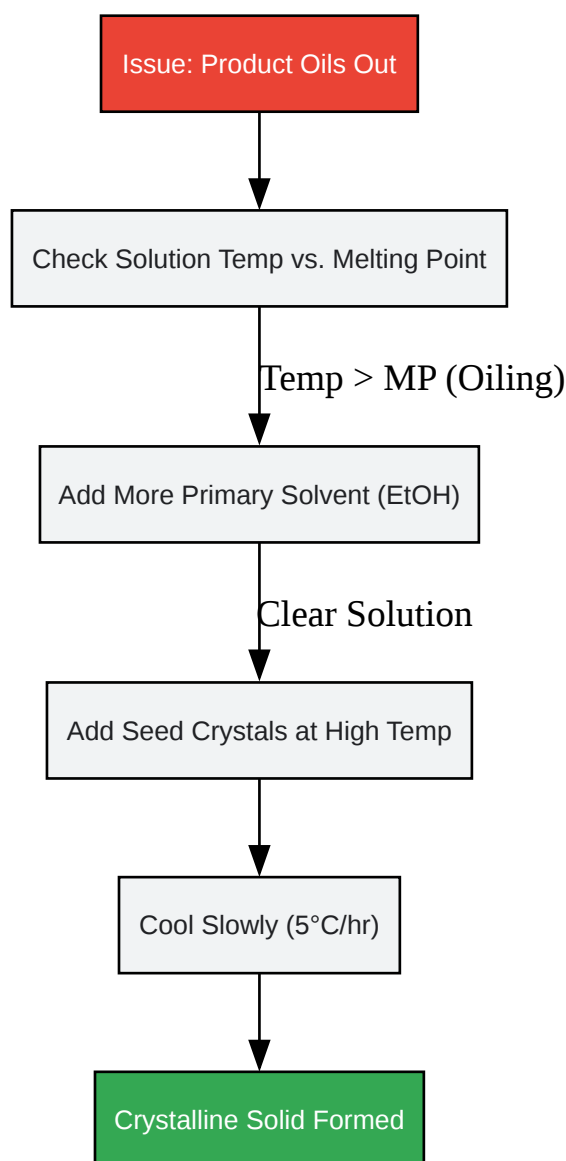 Issue: Product Oils Out
Check Solution Temp vs. Melting Point
Temp > MP (Oiling)
Add More Primary Solvent (EtOH)
Clear Solution
Add Seed Crystals at High Temp
Cool Slowly (5°C/hr)
Crystalline Solid Formed